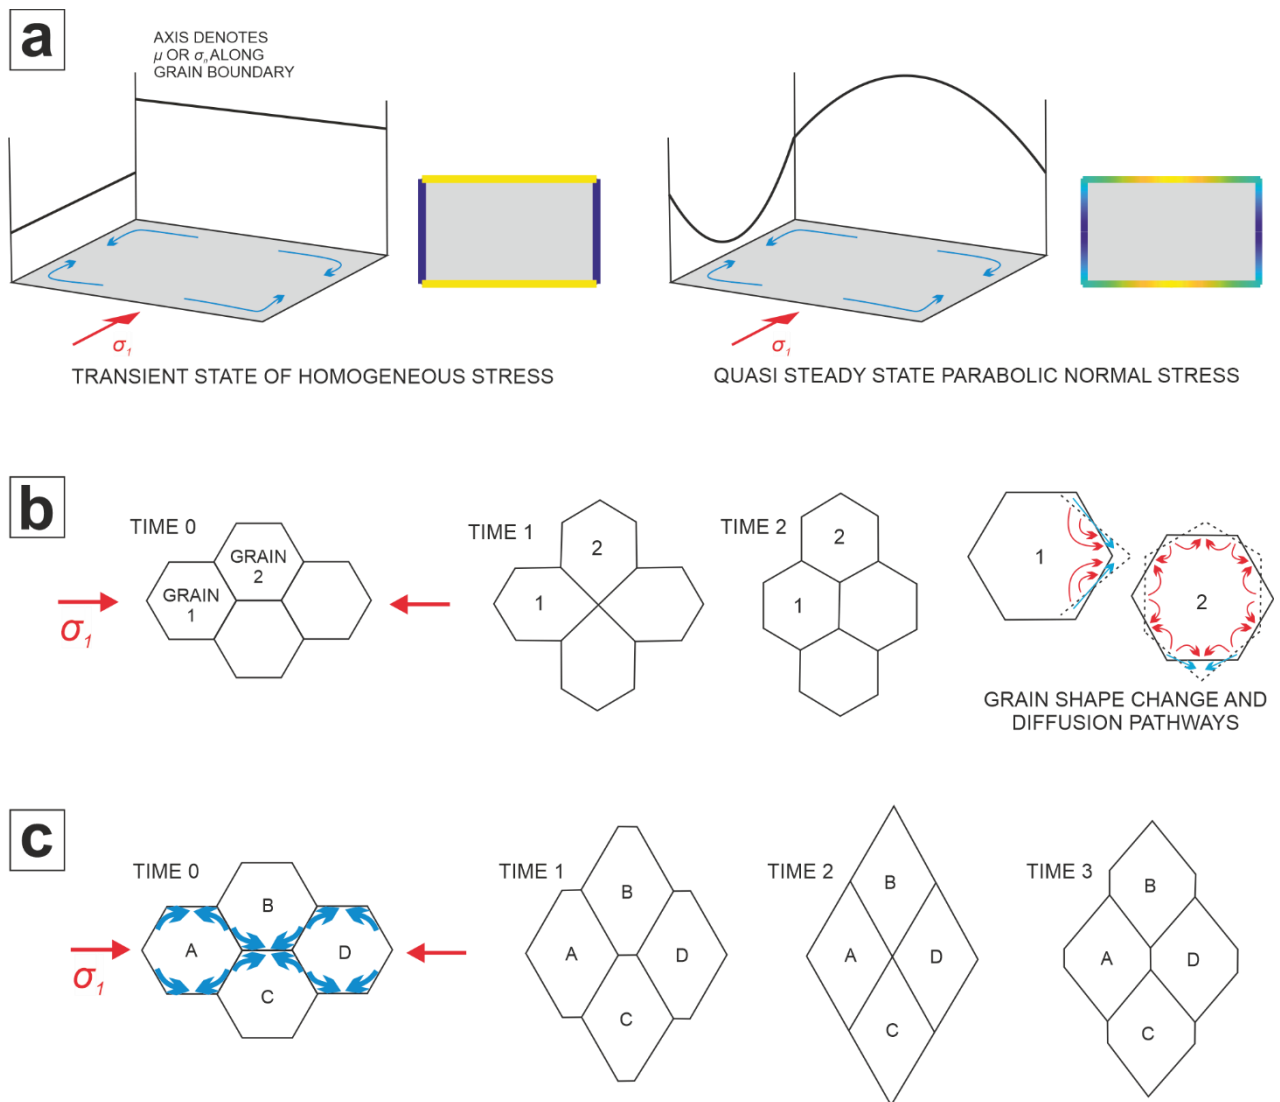 a
AXIS DENOTES
μ OR σₙ ALONG
GRAIN BOUNDARY
σ₁
σ₁
TRANSIENT STATE OF HOMOGENEOUS STRESS
QUASI STEADY STATE PARABOLIC NORMAL STRESS
b
TIME 0
GRAIN
2
GRAIN
1
σ₁
TIME 1
2
1
TIME 2
2
1
1
2
GRAIN SHAPE CHANGE AND
DIFFUSION PATHWAYS
c
TIME 0
B
A
D
C
σ₁
TIME 1
B
A
D
C
TIME 2
B
A
D
C
TIME 3
B
A
D
C